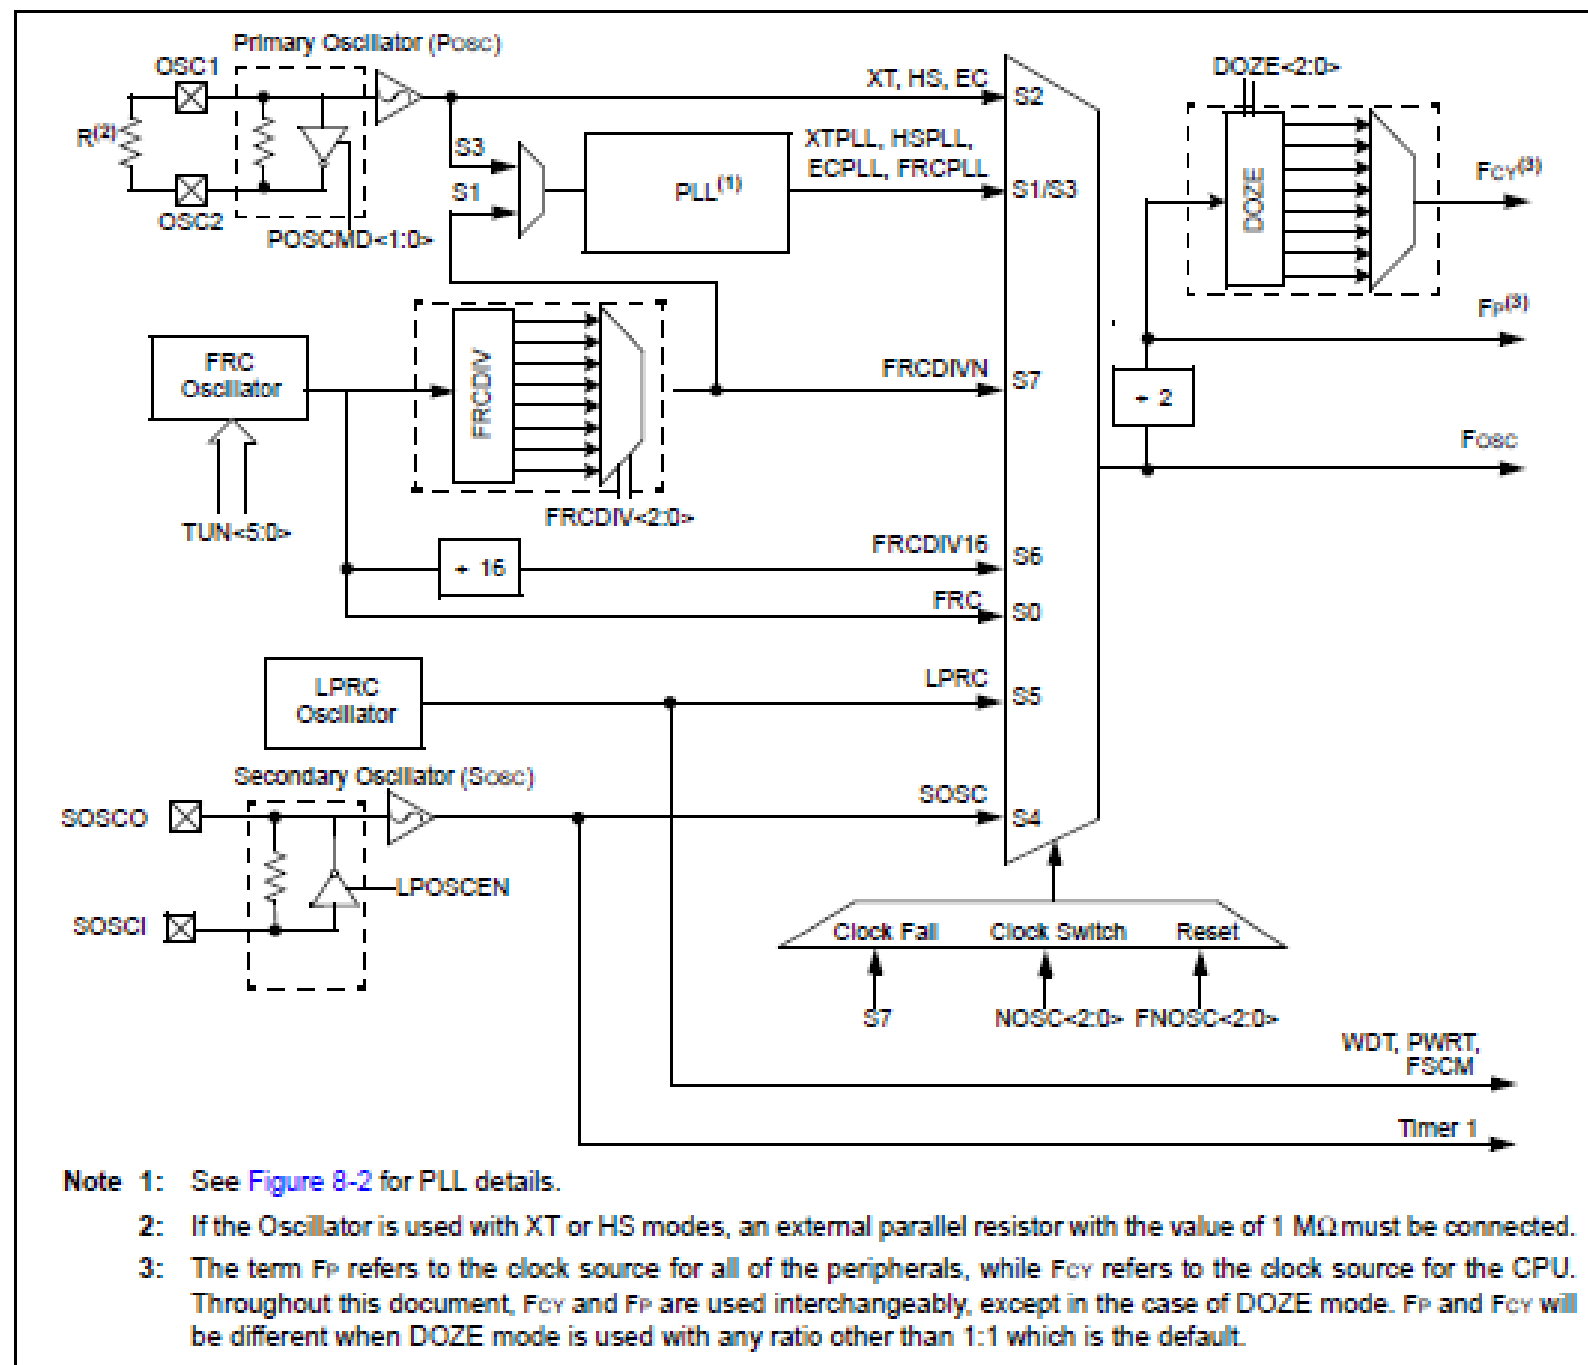 Primary Oscillator (POSC)
OSC1
R(2)
OSC2
POSCMD<1:0>
S3
S1
PLL(1)
XT, HS, EC
XTPLL, HSPLL,
ECPLL, FRCPLL
S2
S1/S3
DOZE<2:0>
DOZE
FCY(3)
FP(3)
÷ 2
FOSC
FRC
Oscillator
TUN<5:0>
FRCDIV
FRCDIV<2:0>
FRCDIVN
S7
÷ 16
FRCDIV16
S6
FRC
S0
LPRC
Oscillator
LPRC
S5
Secondary Oscillator (SOSC)
SOSCO
SOSCI
LPOSCEN
SOSC
S4
Clock Fail
Clock Switch
Reset
S7
NOSC<2:0>
FNOSC<2:0>
WDT, PWRT,
FSCM
Timer 1
Note 1: See Figure 8-2 for PLL details.
2: If the Oscillator is used with XT or HS modes, an external parallel resistor with the value of 1 MΩ must be connected.
3: The term FP refers to the clock source for all of the peripherals, while FCY refers to the clock source for the CPU.
Throughout this document, FCY and FP are used interchangeably, except in the case of DOZE mode. FP and FCY will
be different when DOZE mode is used with any ratio other than 1:1 which is the default.